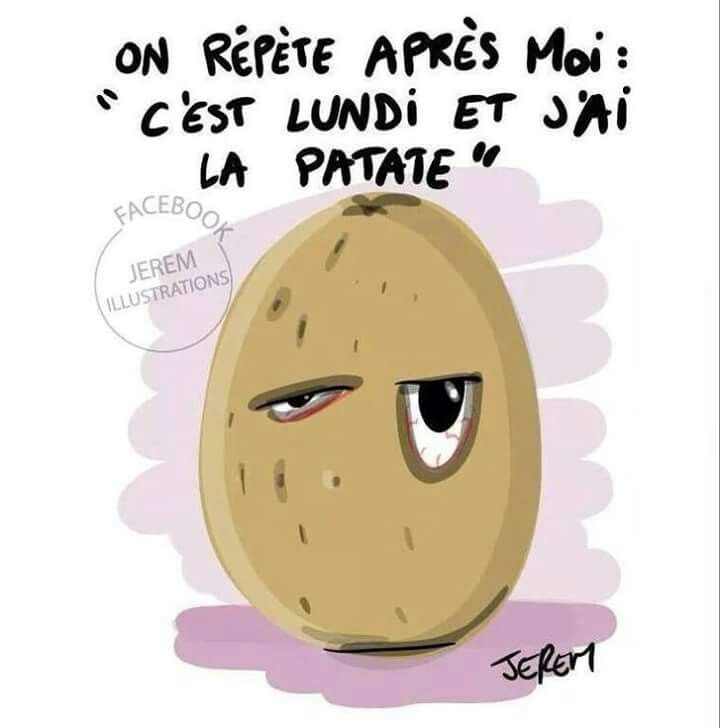 ON RÉPÈTE APRÈS Moi :
" C'EST LUNDi ET J'Ai
LA PATATE "
FACEBOOK
JEREM
ILLUSTRATIONS
JEREM